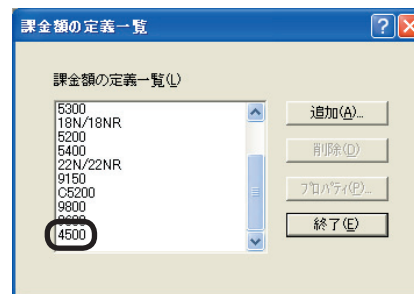 課金額の定義一覧
課金額の定義一覧(L)
5300
18N/18NR
5200
5400
22N/22NR
9150
C5200
9800
4500
追加(A)...
削除(D)
プロパティ(P)...
終了(E)